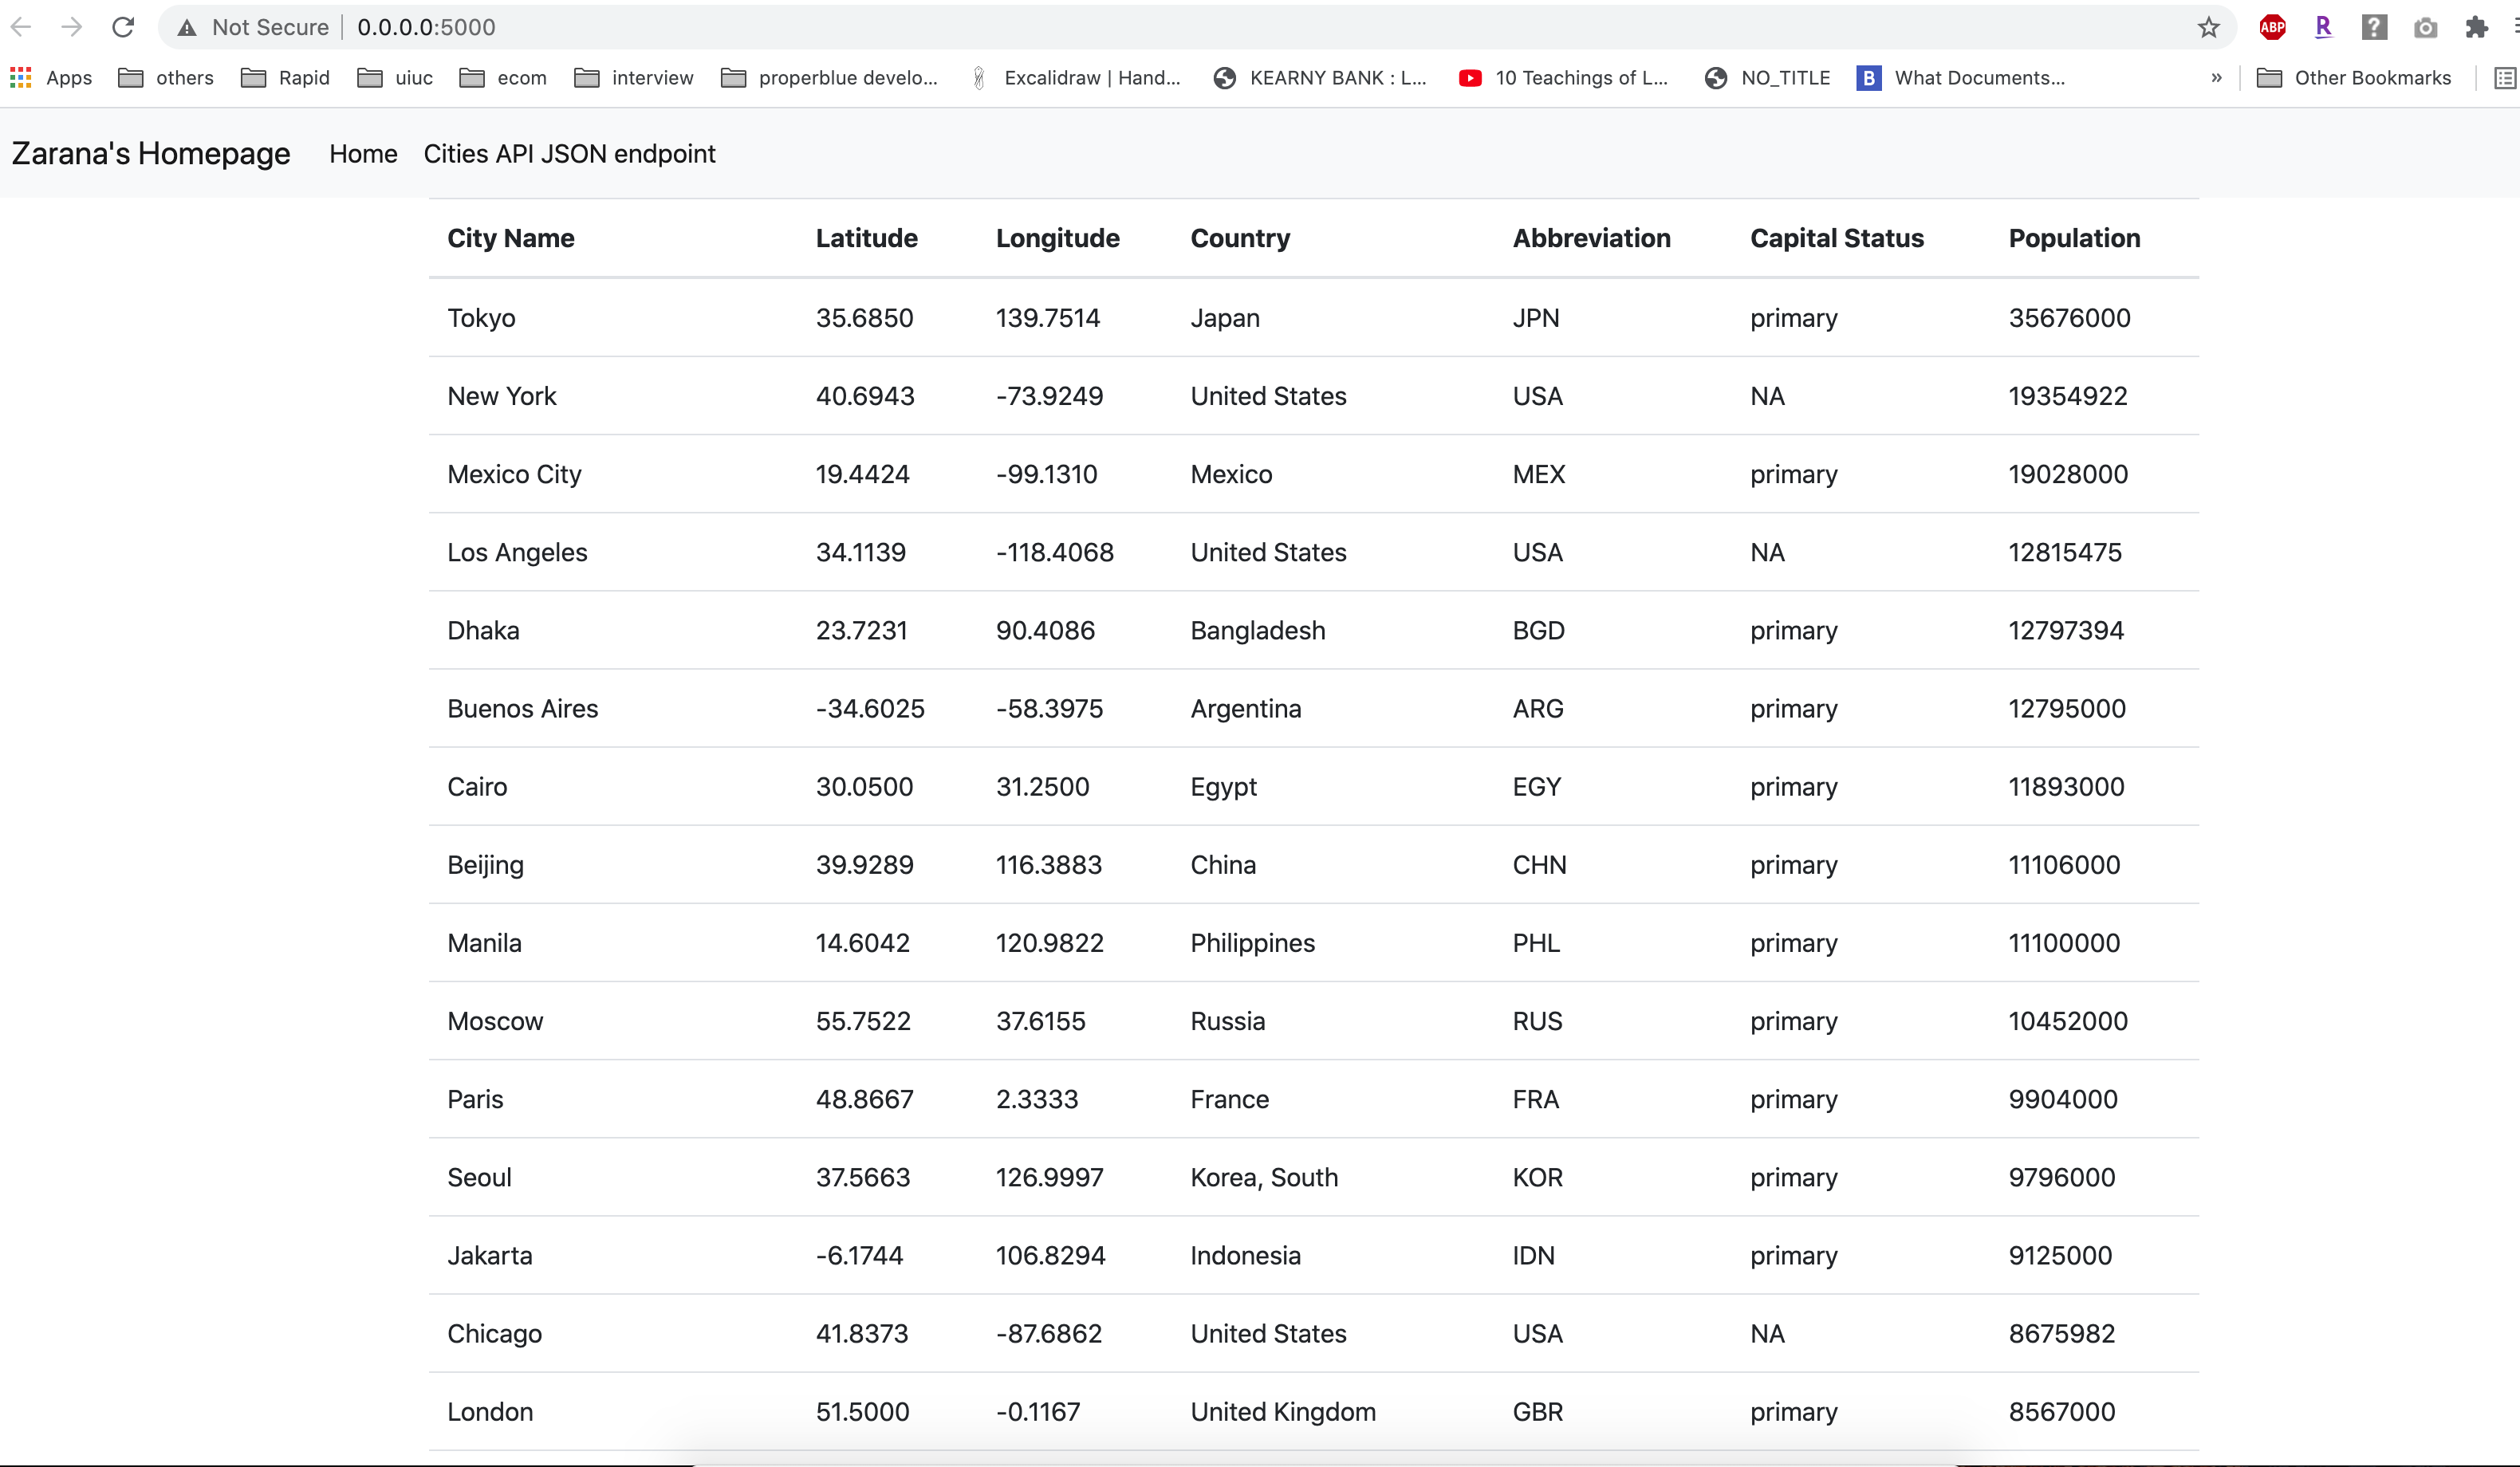 Not Secure | 0.0.0.0:5000 ABP R ?
Apps others Rapid uiuc ecom interview properblue develo... Excalidraw | Hand... KEARNY BANK : L... 10 Teachings of L... NO_TITLE B What Documents... » Other Bookmarks
Zarana's Homepage Home Cities API JSON endpoint
City Name Latitude Longitude Country Abbreviation Capital Status Population
Tokyo 35.6850 139.7514 Japan JPN primary 35676000
New York 40.6943 -73.9249 United States USA NA 19354922
Mexico City 19.4424 -99.1310 Mexico MEX primary 19028000
Los Angeles 34.1139 -118.4068 United States USA NA 12815475
Dhaka 23.7231 90.4086 Bangladesh BGD primary 12797394
Buenos Aires -34.6025 -58.3975 Argentina ARG primary 12795000
Cairo 30.0500 31.2500 Egypt EGY primary 11893000
Beijing 39.9289 116.3883 China CHN primary 11106000
Manila 14.6042 120.9822 Philippines PHL primary 11100000
Moscow 55.7522 37.6155 Russia RUS primary 10452000
Paris 48.8667 2.3333 France FRA primary 9904000
Seoul 37.5663 126.9997 Korea, South KOR primary 9796000
Jakarta -6.1744 106.8294 Indonesia IDN primary 9125000
Chicago 41.8373 -87.6862 United States USA NA 8675982
London 51.5000 -0.1167 United Kingdom GBR primary 8567000